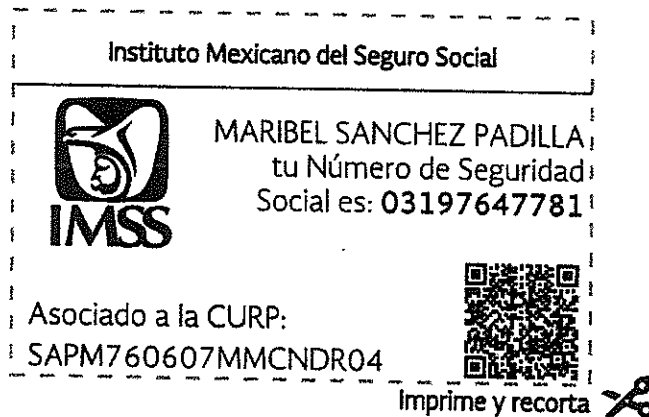 Instituto Mexicano del Seguro Social
MARIBEL SANCHEZ PADILLA
tu Número de Seguridad
Social es: 03197647781
IMSS
Asociado a la CURP:
SAPM760607MMCNDR04
Imprime y recorta